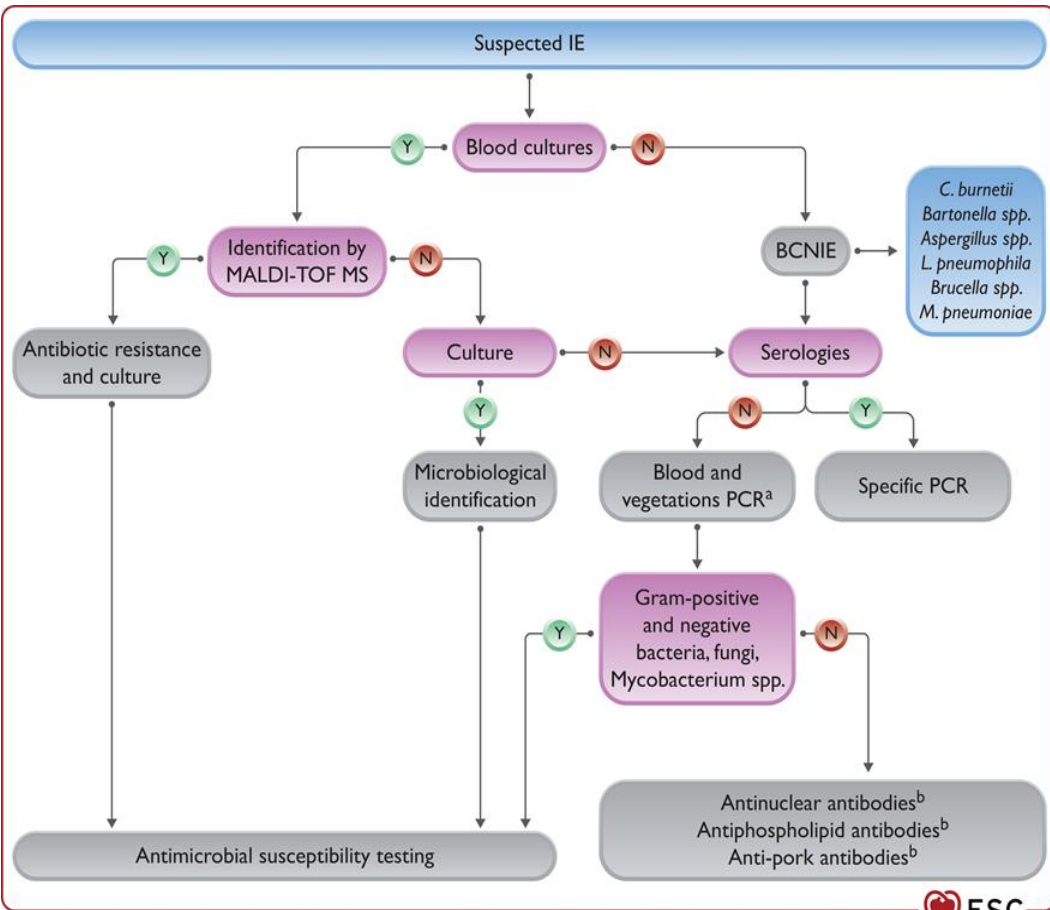 Suspected IE
Y
Blood cultures
N
C. burnetii
Bartonella spp.
Aspergillus spp.
L. pneumophila
Brucella spp.
M. pneumoniae
Y
Identification by
MALDI-TOF MS
N
BCNIE
Antibiotic resistance
and culture
Culture
N
Serologies
Y
N
Y
Microbiological
identification
Blood and
vegetations PCRᵃ
Specific PCR
Y
Gram-positive
and negative
bacteria, fungi,
Mycobacterium spp.
N
Antinuclear antibodiesᵇ
Antiphospholipid antibodiesᵇ
Anti-pork antibodiesᵇ
Antimicrobial susceptibility testing
ESC